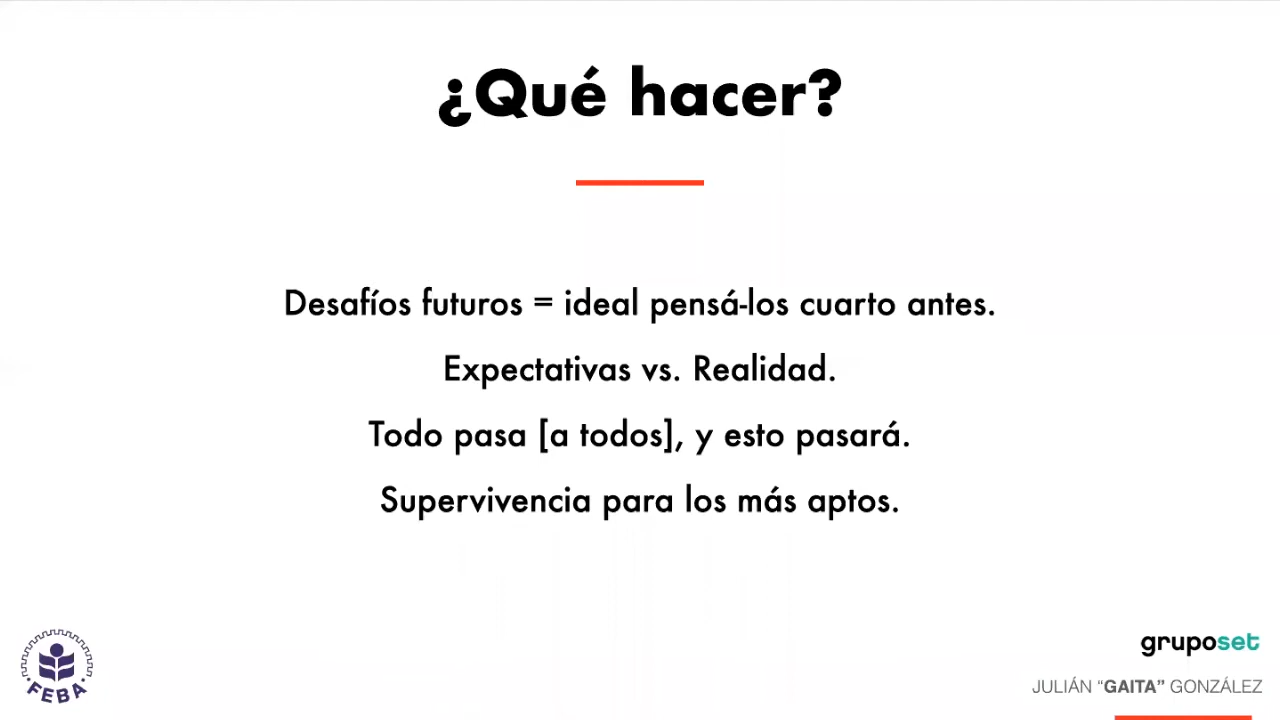 ¿Qué hacer?
Desafíos futuros = ideal pensá-los cuarto antes.
Expectativas vs. Realidad.
Todo pasa [a todos], y esto pasará.
Supervivencia para los más aptos.
FEBA
gruposet
JULIÁN “GAITA” GONZÁLEZ